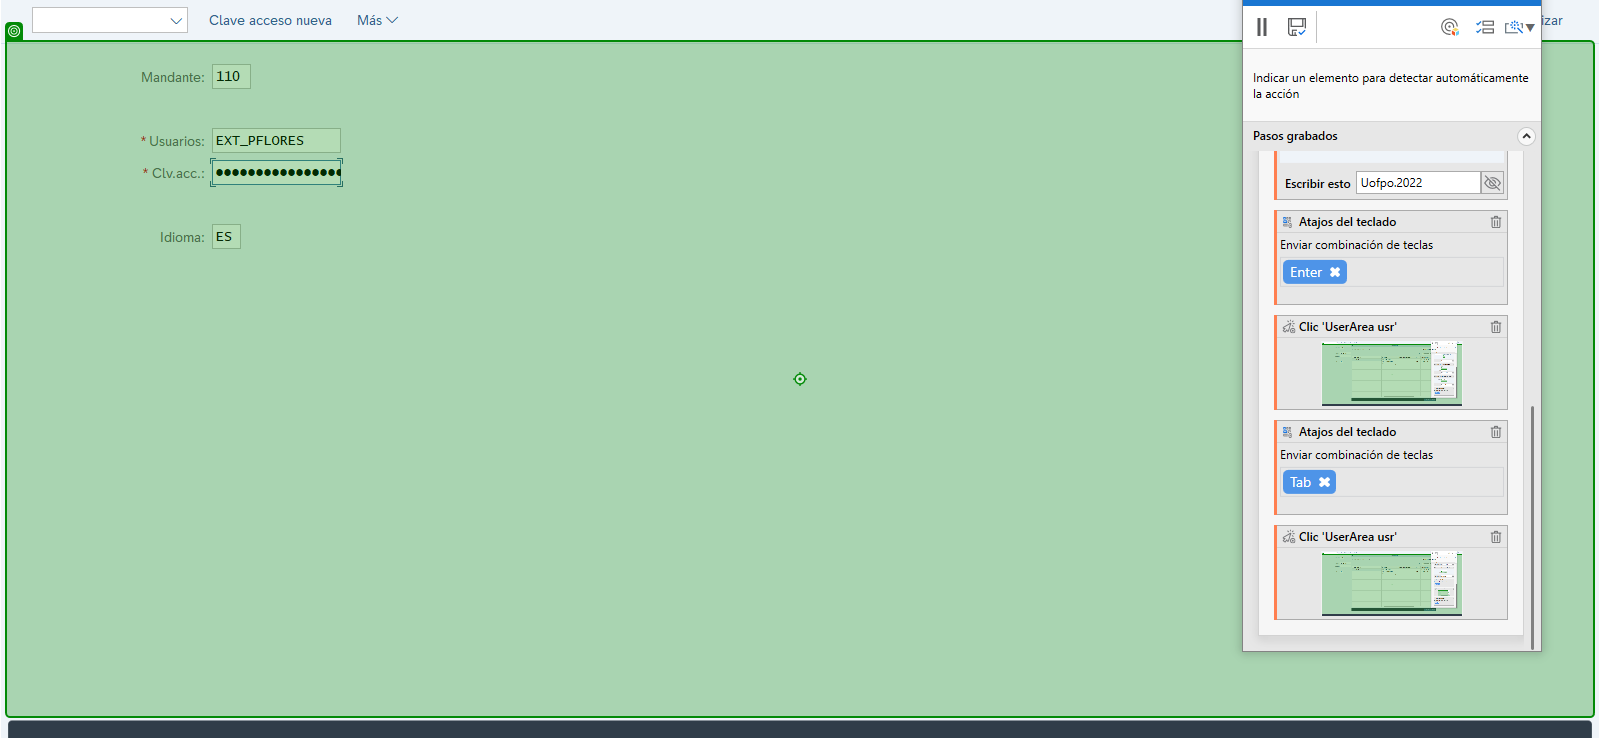 Clave acceso nueva
Más
izar
Mandante: 110
* Usuarios: EXT_PFLORES
* Clv.acc.: ●●●●●●●●●●●●●●●●
Idioma: ES
Indicar un elemento para detectar automáticamente
la acción
Pasos grabados
Escribir esto Uofpo.2022
Atajos del teclado
Enviar combinación de teclas
Enter
Clic 'UserArea usr'
Atajos del teclado
Enviar combinación de teclas
Tab
Clic 'UserArea usr'